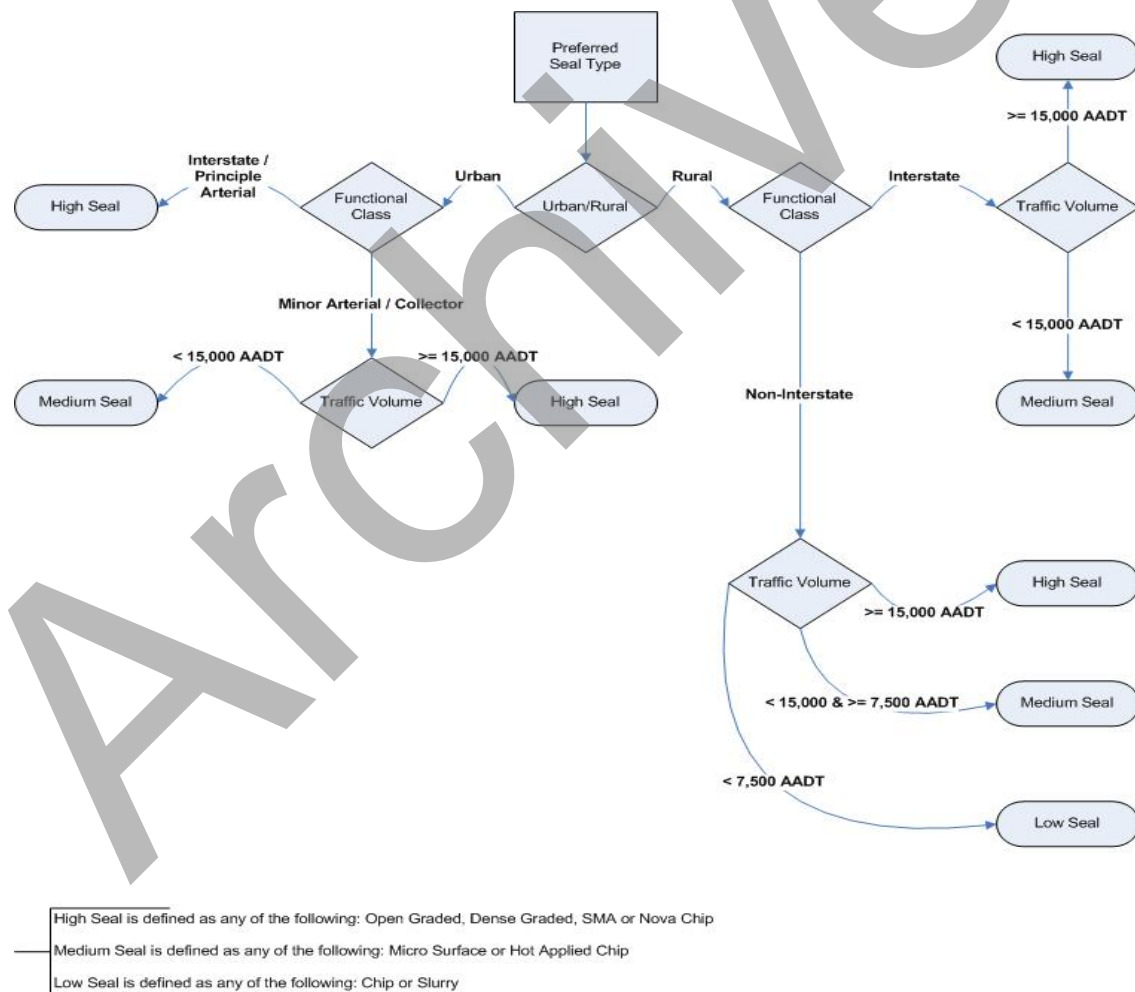 Preferred
Seal Type
High Seal
>= 15,000 AADT
Interstate /
Principle
Arterial
Urban
Rural
Interstate
High Seal
Functional
Class
Urban/Rural
Functional
Class
Traffic Volume
Minor Arterial / Collector
< 15,000 AADT
< 15,000 AADT
>= 15,000 AADT
Medium Seal
Traffic Volume
High Seal
Non-Interstate
Medium Seal
Traffic Volume
High Seal
>= 15,000 AADT
< 15,000 & >= 7,500 AADT
Medium Seal
< 7,500 AADT
Low Seal
High Seal is defined as any of the following: Open Graded, Dense Graded, SMA or Nova Chip
Medium Seal is defined as any of the following: Micro Surface or Hot Applied Chip
Low Seal is defined as any of the following: Chip or Slurry
Archive